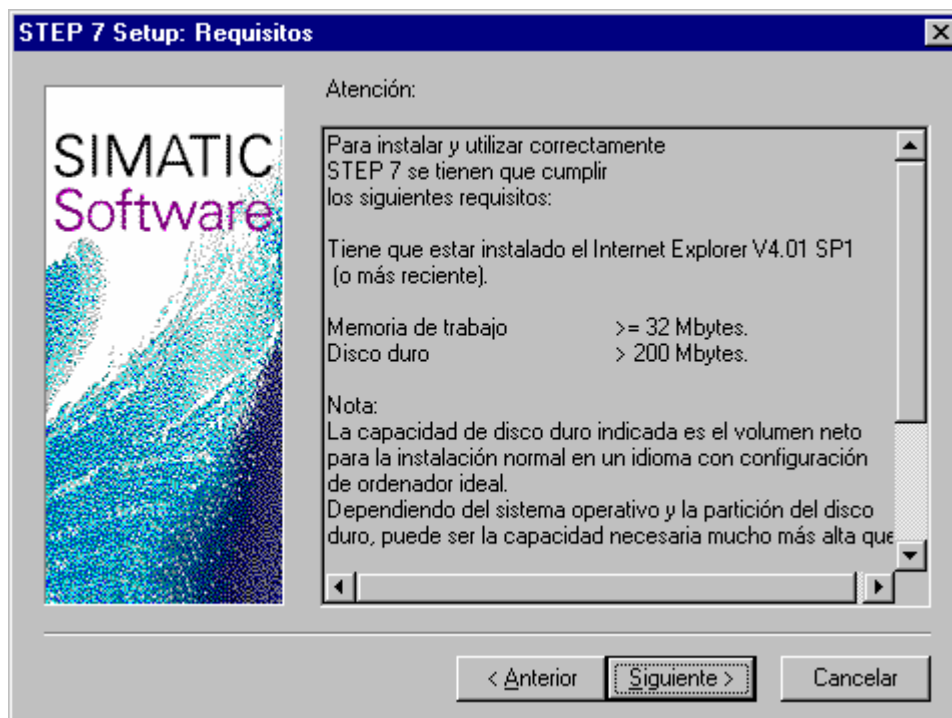 STEP 7 Setup: Requisitos
SIMATIC
Software
Atención:
Para instalar y utilizar correctamente
STEP 7 se tienen que cumplir
los siguientes requisitos:
Tiene que estar instalado el Internet Explorer V4.01 SP1
(o más reciente).
Memoria de trabajo >= 32 Mbytes.
Disco duro > 200 Mbytes.
Nota:
La capacidad de disco duro indicada es el volumen neto
para la instalación normal en un idioma con configuración
de ordenador ideal.
Dependiendo del sistema operativo y la partición del disco
duro, puede ser la capacidad necesaria mucho más alta que
< Anterior Siguiente > Cancelar